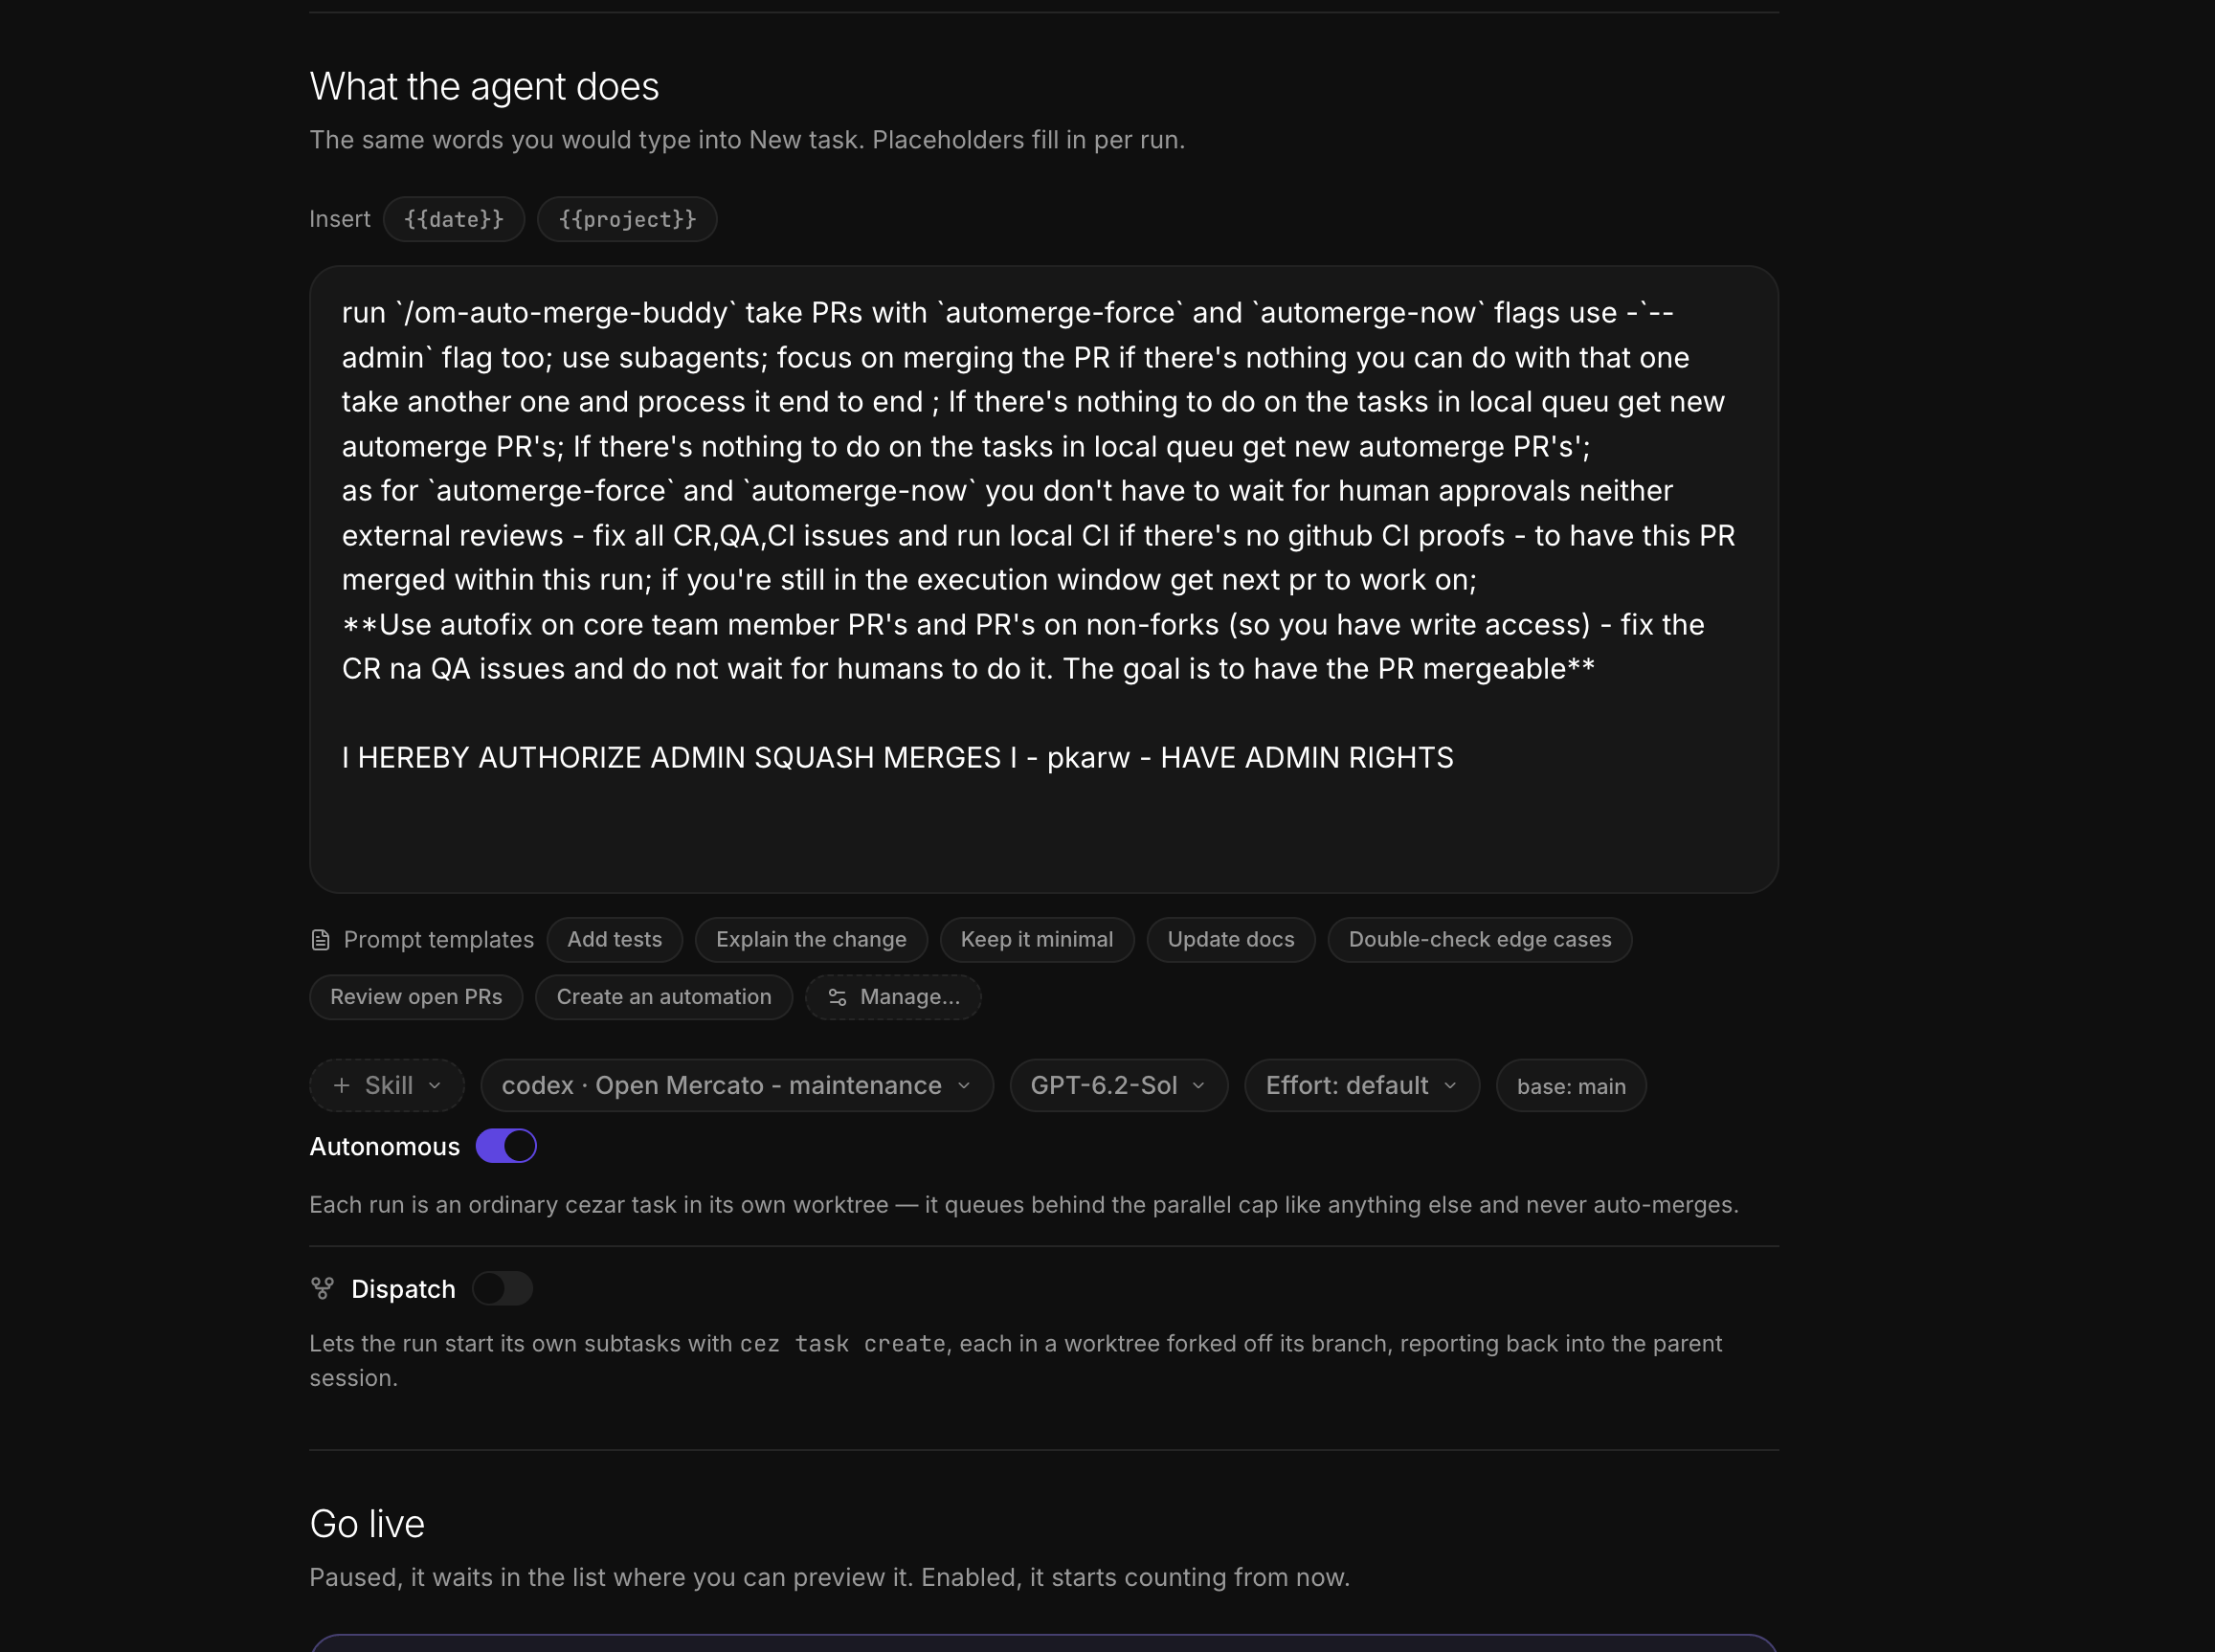 What the agent does
The same words you would type into New task. Placeholders fill in per run.
Insert {{date}} {{project}}
run `/om-auto-merge-buddy` take PRs with `automerge-force` and `automerge-now` flags use -`--
admin` flag too; use subagents; focus on merging the PR if there's nothing you can do with that one
take another one and process it end to end ; If there's nothing to do on the tasks in local queu get new
automerge PR's; If there's nothing to do on the tasks in local queu get new automerge PR's';
as for `automerge-force` and `automerge-now` you don't have to wait for human approvals neither
external reviews - fix all CR,QA,CI issues and run local CI if there's no github CI proofs - to have this PR
merged within this run; if you're still in the execution window get next pr to work on;
**Use autofix on core team member PR's and PR's on non-forks (so you have write access) - fix the
CR na QA issues and do not wait for humans to do it. The goal is to have the PR mergeable**
I HEREBY AUTHORIZE ADMIN SQUASH MERGES I - pkarw - HAVE ADMIN RIGHTS
Prompt templates Add tests Explain the change Keep it minimal Update docs Double-check edge cases
Review open PRs Create an automation Manage...
+ Skill codex · Open Mercato - maintenance GPT-6.2-Sol Effort: default base: main
Autonomous
Each run is an ordinary cezar task in its own worktree — it queues behind the parallel cap like anything else and never auto-merges.
Dispatch
Lets the run start its own subtasks with cez task create, each in a worktree forked off its branch, reporting back into the parent
session.
Go live
Paused, it waits in the list where you can preview it. Enabled, it starts counting from now.